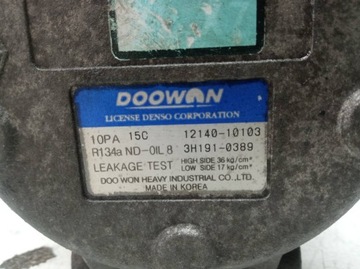 DOOWON
LICENSE DENSO CORPORATION
10PA 15C 12140-10103
R134a ND-OIL 8 3H191-0389
LEAKAGE TEST HIGH SIDE 36 kg/cm²
LOW SIDE 17 kg/cm²
DOO WON HEAVY INDUSTRIAL CO.,LTD.
MADE IN KOREA